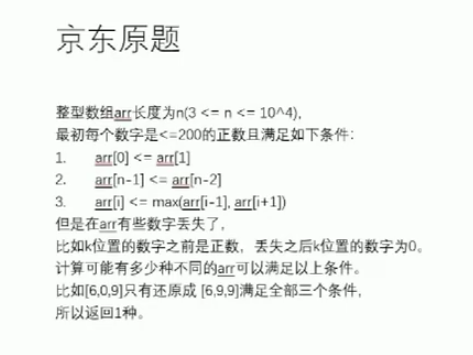 京东原题
整型数组arr长度为n(3 <= n <= 10^4),
最初每个数字是<=200的正数且满足如下条件：
1. arr[0] <= arr[1]
2. arr[n-1] <= arr[n-2]
3. arr[i] <= max(arr[i-1], arr[i+1])
但是在arr有些数字丢失了，
比如k位置的数字之前是正数，丢失之后k位置的数字为0。
计算可能有多少种不同的arr可以满足以上条件。
比如[6,0,9]只有还原成 [6,9,9]满足全部三个条件，
所以返回1种。